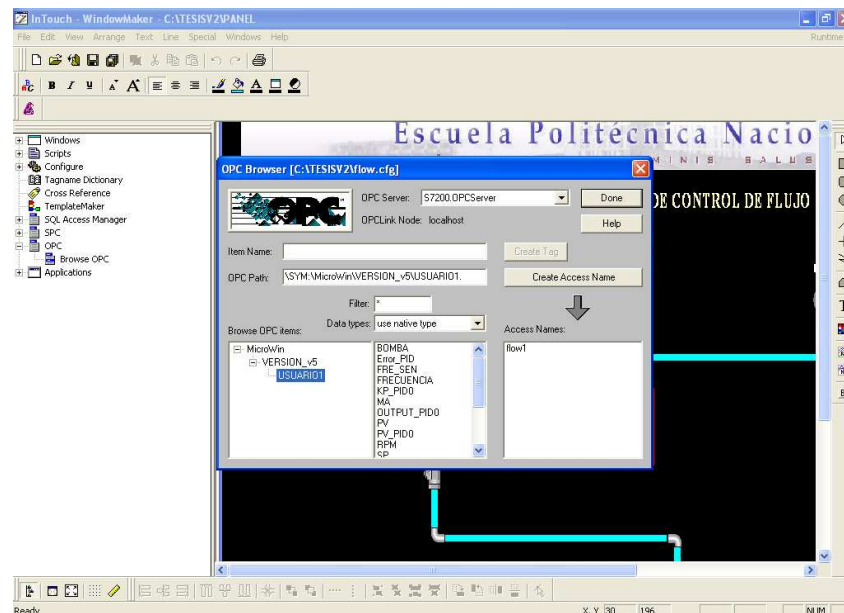 InTouch - WindowMaker - C:\TESISV2\PANEL
File Edit View Arrange Text Line Special Windows Help
Runtime
Windows
Scripts
Configure
Tagname Dictionary
Cross Reference
TemplateMaker
SQL Access Manager
SPC
OPC
Browse OPC
Applications
Escuela Politécnica Nacio
DE CONTROL DE FLUJO
OPC Browser [C:\TESISV2\flow.cfg]
OPC
OPC Server: S7200.OPCServer
Done
OPCLink Node: localhost
Help
Item Name:
Create Tag
OPC Path: \SYM:\MicroWin\VERSION_v5\USUARIO1.
Create Access Name
Filter: *
Data types: use native type
Browse OPC items:
Access Names:
MicroWin
VERSION_v5
USUARIO1
BOMBA
Error_PID
FRE_SEN
FRECUENCIA
KP_PID0
MA
OUTPUT_PID0
PV
PV_PID0
RPM
SP
flow1
Ready
X, Y 30 196
NUM